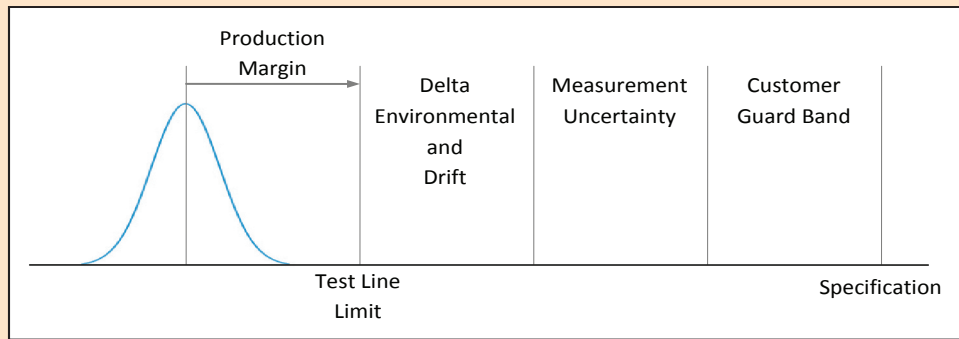 Production
Margin
Delta
Environmental
and
Drift
Measurement
Uncertainty
Customer
Guard Band
Test Line
Limit
Specification